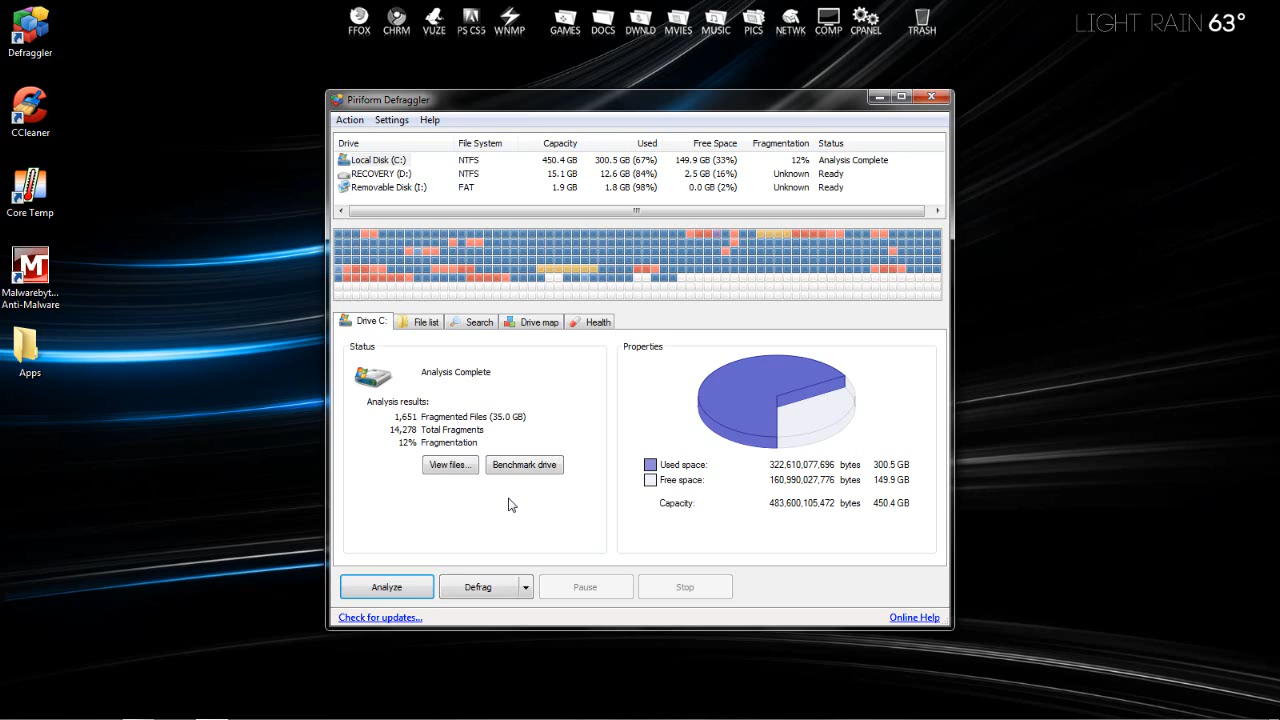 FFOX CHRM VUZE PS CS5 WNMP GAMES DOCS DWNLD MVIES MUSIC PICS NETWK COMP CPANEL TRASH
LIGHT RAIN 63°
Defraggler
CCleaner
Core Temp
Malwarebyt...
Anti-Malware
Apps
Piriform Defraggler
Action Settings Help
Drive File System Capacity Used Free Space Fragmentation Status
Local Disk (C:) NTFS 450.4 GB 300.5 GB (67%) 149.9 GB (33%) 12% Analysis Complete
RECOVERY (D:) NTFS 15.1 GB 12.6 GB (84%) 2.5 GB (16%) Unknown Ready
Removable Disk (I:) FAT 1.9 GB 1.8 GB (98%) 0.0 GB (2%) Unknown Ready
Drive C: File list Search Drive map Health
Status
Analysis Complete
Analysis results:
1,651 Fragmented Files (35.0 GB)
14,278 Total Fragments
12% Fragmentation
View files... Benchmark drive
Properties
Used space: 322,610,077,696 bytes 300.5 GB
Free space: 160,990,027,776 bytes 149.9 GB
Capacity: 483,600,105,472 bytes 450.4 GB
Analyze Defrag Pause Stop
Check for updates... Online Help